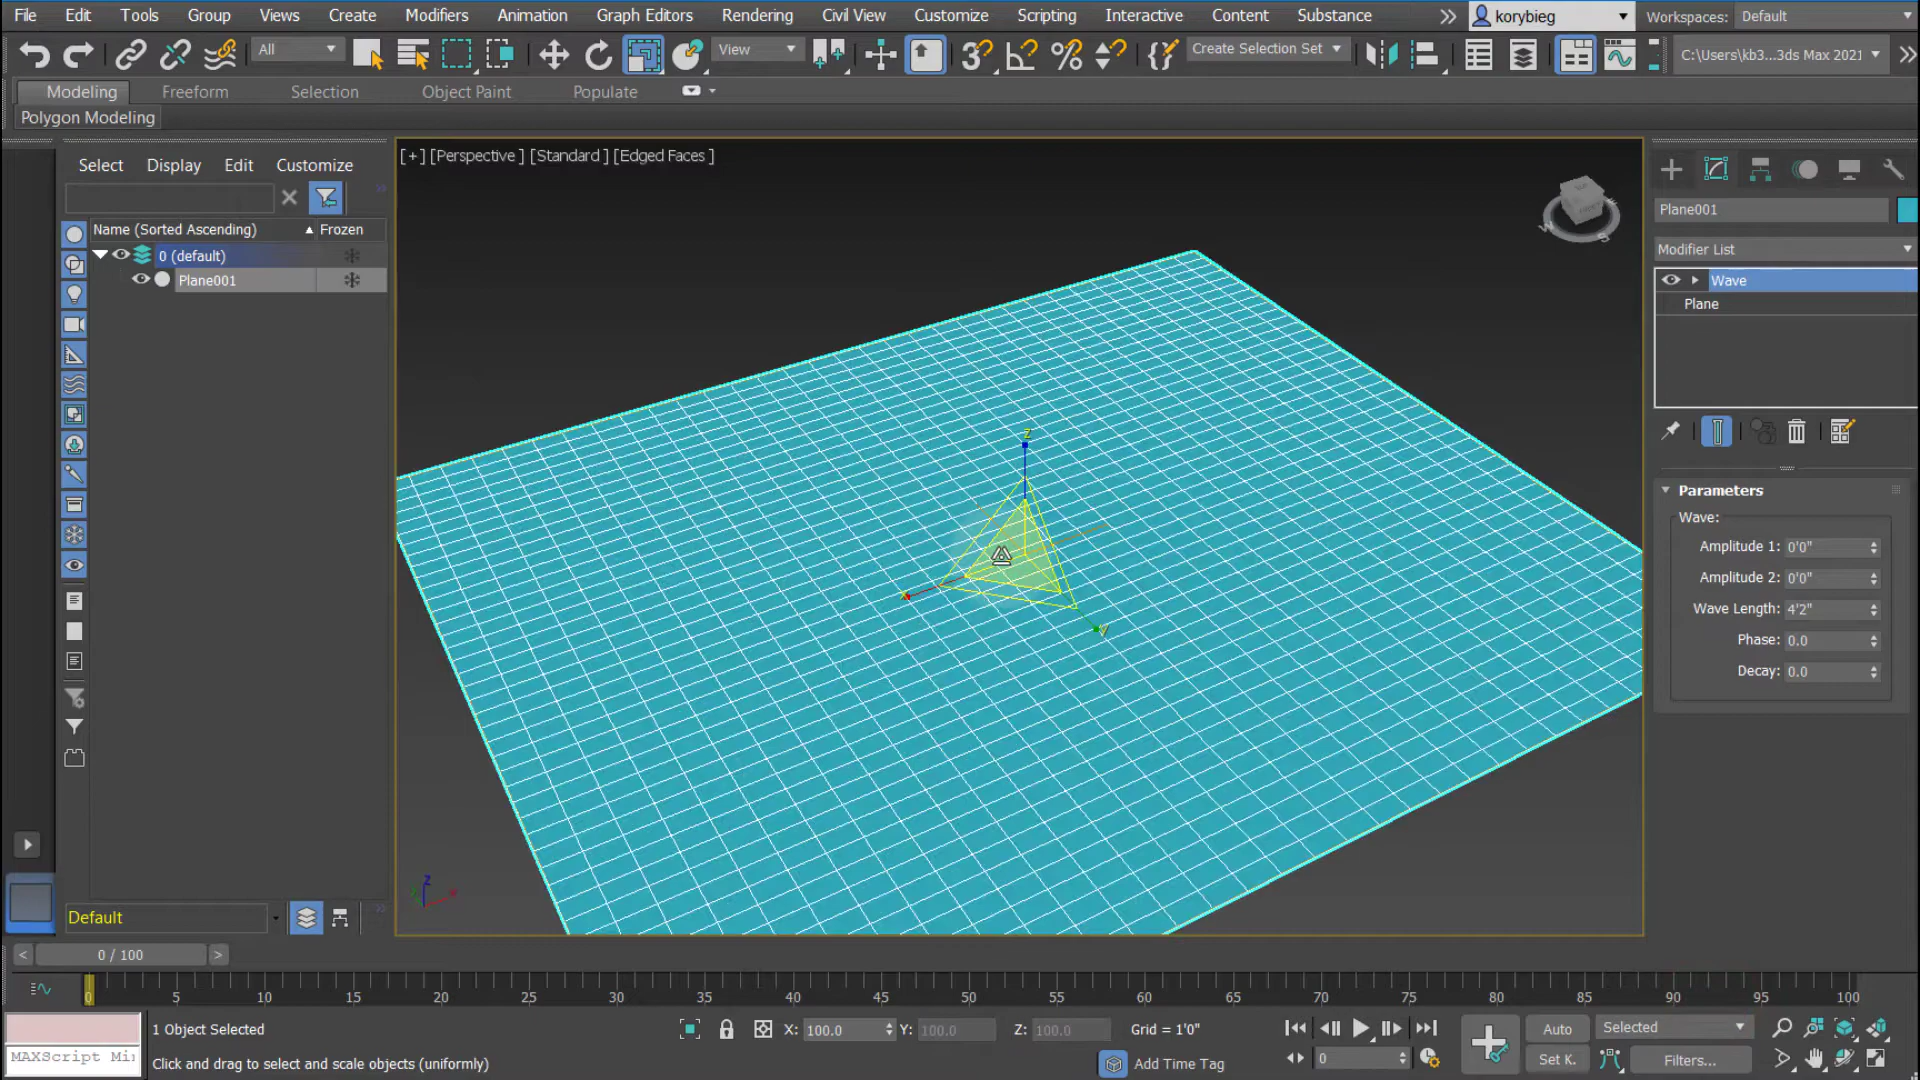 File Edit Tools Group Views Create Modifiers Animation Graph Editors Rendering Civil View Customize Scripting Interactive Content Substance korybieg Workspaces: Default
All View Create Selection Set C:\Users\kb3...3ds Max 2021
Modeling Freeform Selection Object Paint Populate
Polygon Modeling
Select Display Edit Customize
[+] [Perspective ] [Standard ] [Edged Faces ]
Name (Sorted Ascending) Frozen
0 (default)
Plane001
Plane001
Modifier List
Wave
Plane
Parameters
Wave:
Amplitude 1: 0'0"
Amplitude 2: 0'0"
Wave Length: 4'2"
Phase: 0.0
Decay: 0.0
z
x
y
W
S
z
Default
0 / 100
0 5 10 15 20 25 30 35 40 45 50 55 60 65 70 75 80 85 90 95 100
1 Object Selected X: 100.0 Y: 100.0 Z: 100.0 Grid = 1'0" Auto Selected
MAXScript Mi
Click and drag to select and scale objects (uniformly) Add Time Tag 0 Set K. Filters...